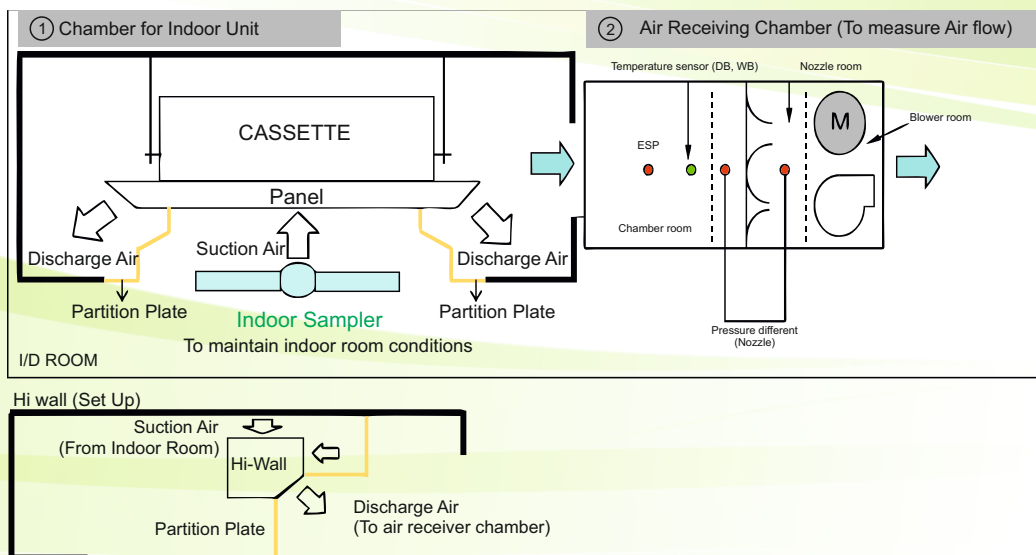 ① Chamber for Indoor Unit
② Air Receiving Chamber (To measure Air flow)
Temperature sensor (DB, WB)
Nozzle room
CASSETTE
M
Blower room
ESP
Panel
Chamber room
Suction Air
Discharge Air
Discharge Air
Partition Plate
Partition Plate
Indoor Sampler
To maintain indoor room conditions
Pressure different
(Nozzle)
I/D ROOM
Hi wall (Set Up)
Suction Air
(From Indoor Room)
Hi-Wall
Discharge Air
(To air receiver chamber)
Partition Plate